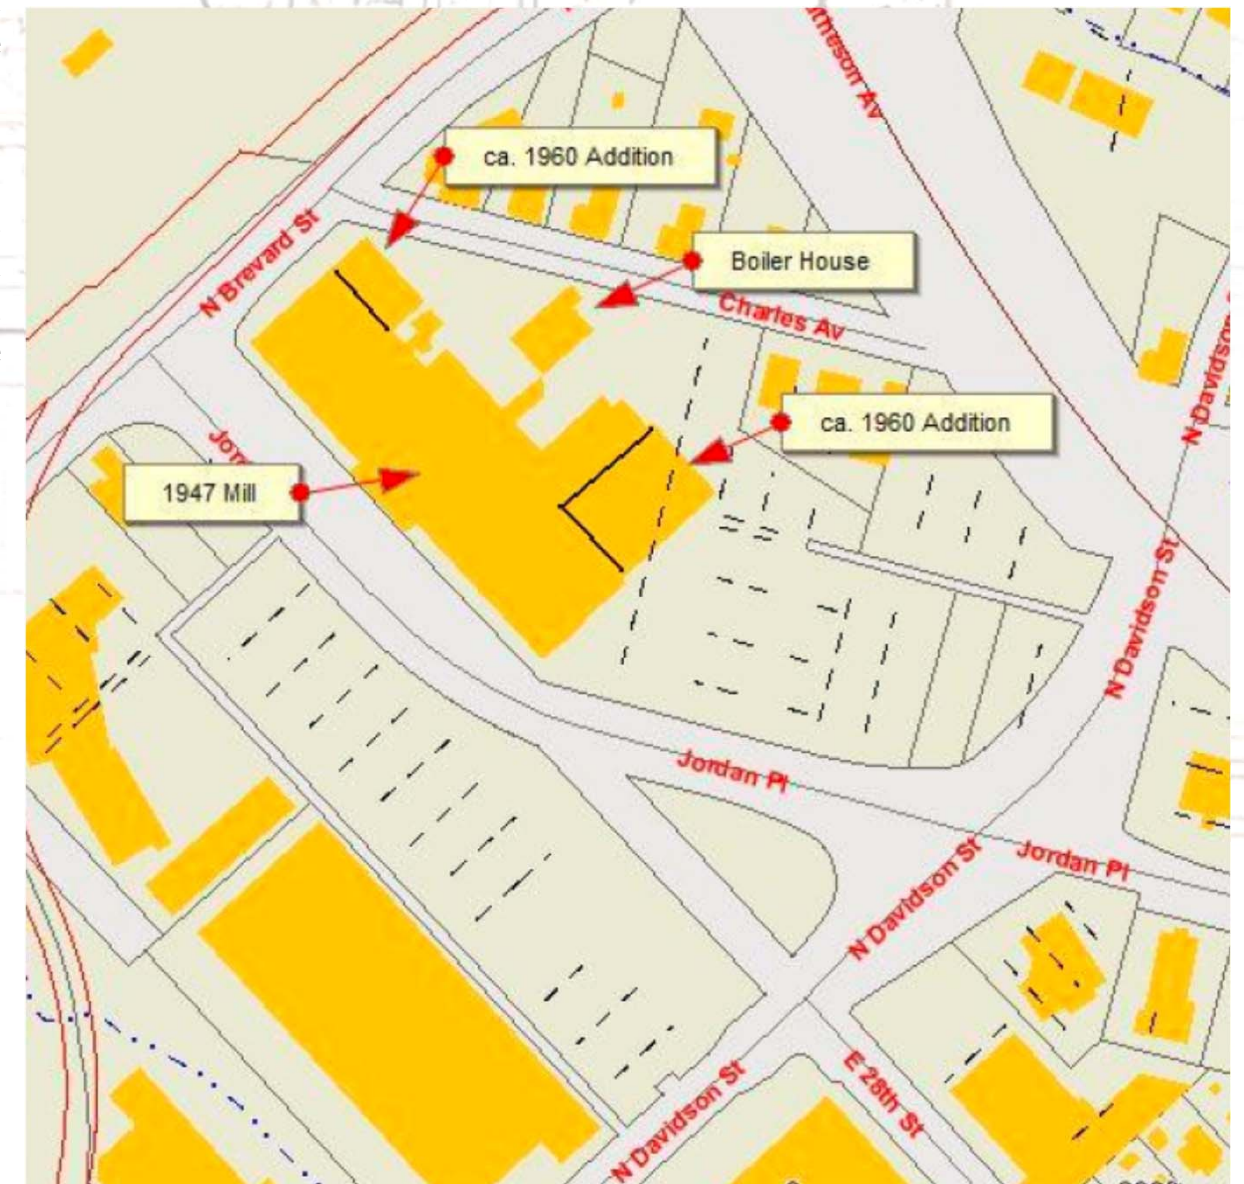 ca. 1960 Addition
N Brevard St
Boiler House
Charles Av
ca. 1960 Addition
1947 Mill
N Davidson St
Jordan Pl
N Davidson St
Jordan Pl
N Davidson St
E 28th St